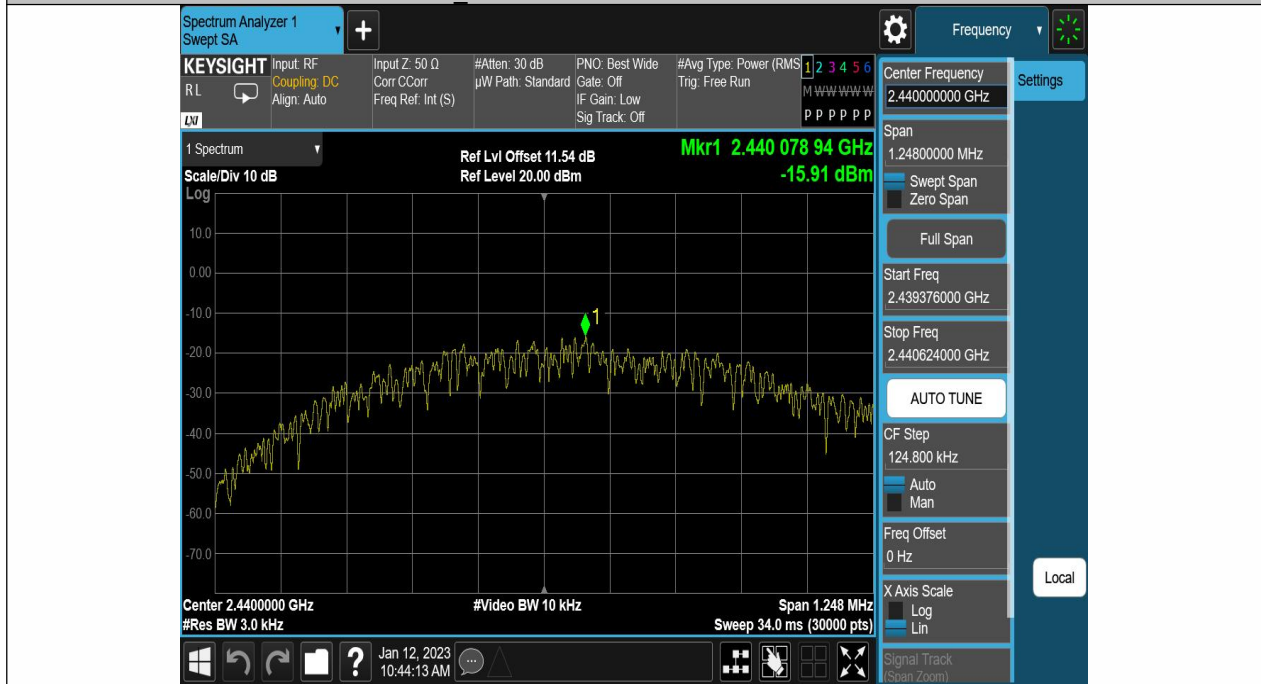 Spectrum Analyzer 1
Swept SA
+
Frequency
KEYSIGHT
RL
LXI
Input: RF
Coupling: DC
Align: Auto
Input Z: 50 Ω
Corr CCorr
Freq Ref: Int (S)
#Atten: 30 dB
µW Path: Standard
PNO: Best Wide
Gate: Off
IF Gain: Low
Sig Track: Off
#Avg Type: Power (RMS
Trig: Free Run
1 2 3 4 5 6
M W W W W W
P P P P P P
1 Spectrum
Scale/Div 10 dB
Log
Ref Lvl Offset 11.54 dB
Ref Level 20.00 dBm
Mkr1 2.440 078 94 GHz
-15.91 dBm
10.0
0.00
-10.0
-20.0
-30.0
-40.0
-50.0
-60.0
-70.0
1
Center 2.4400000 GHz
#Res BW 3.0 kHz
#Video BW 10 kHz
Span 1.248 MHz
Sweep 34.0 ms (30000 pts)
Jan 12, 2023
10:44:13 AM
?
Center Frequency
2.440000000 GHz
Settings
Span
1.24800000 MHz
Swept Span
Zero Span
Full Span
Start Freq
2.439376000 GHz
Stop Freq
2.440624000 GHz
AUTO TUNE
CF Step
124.800 kHz
Auto
Man
Freq Offset
0 Hz
X Axis Scale
Log
Lin
Signal Track
(Span Zoom)
Local